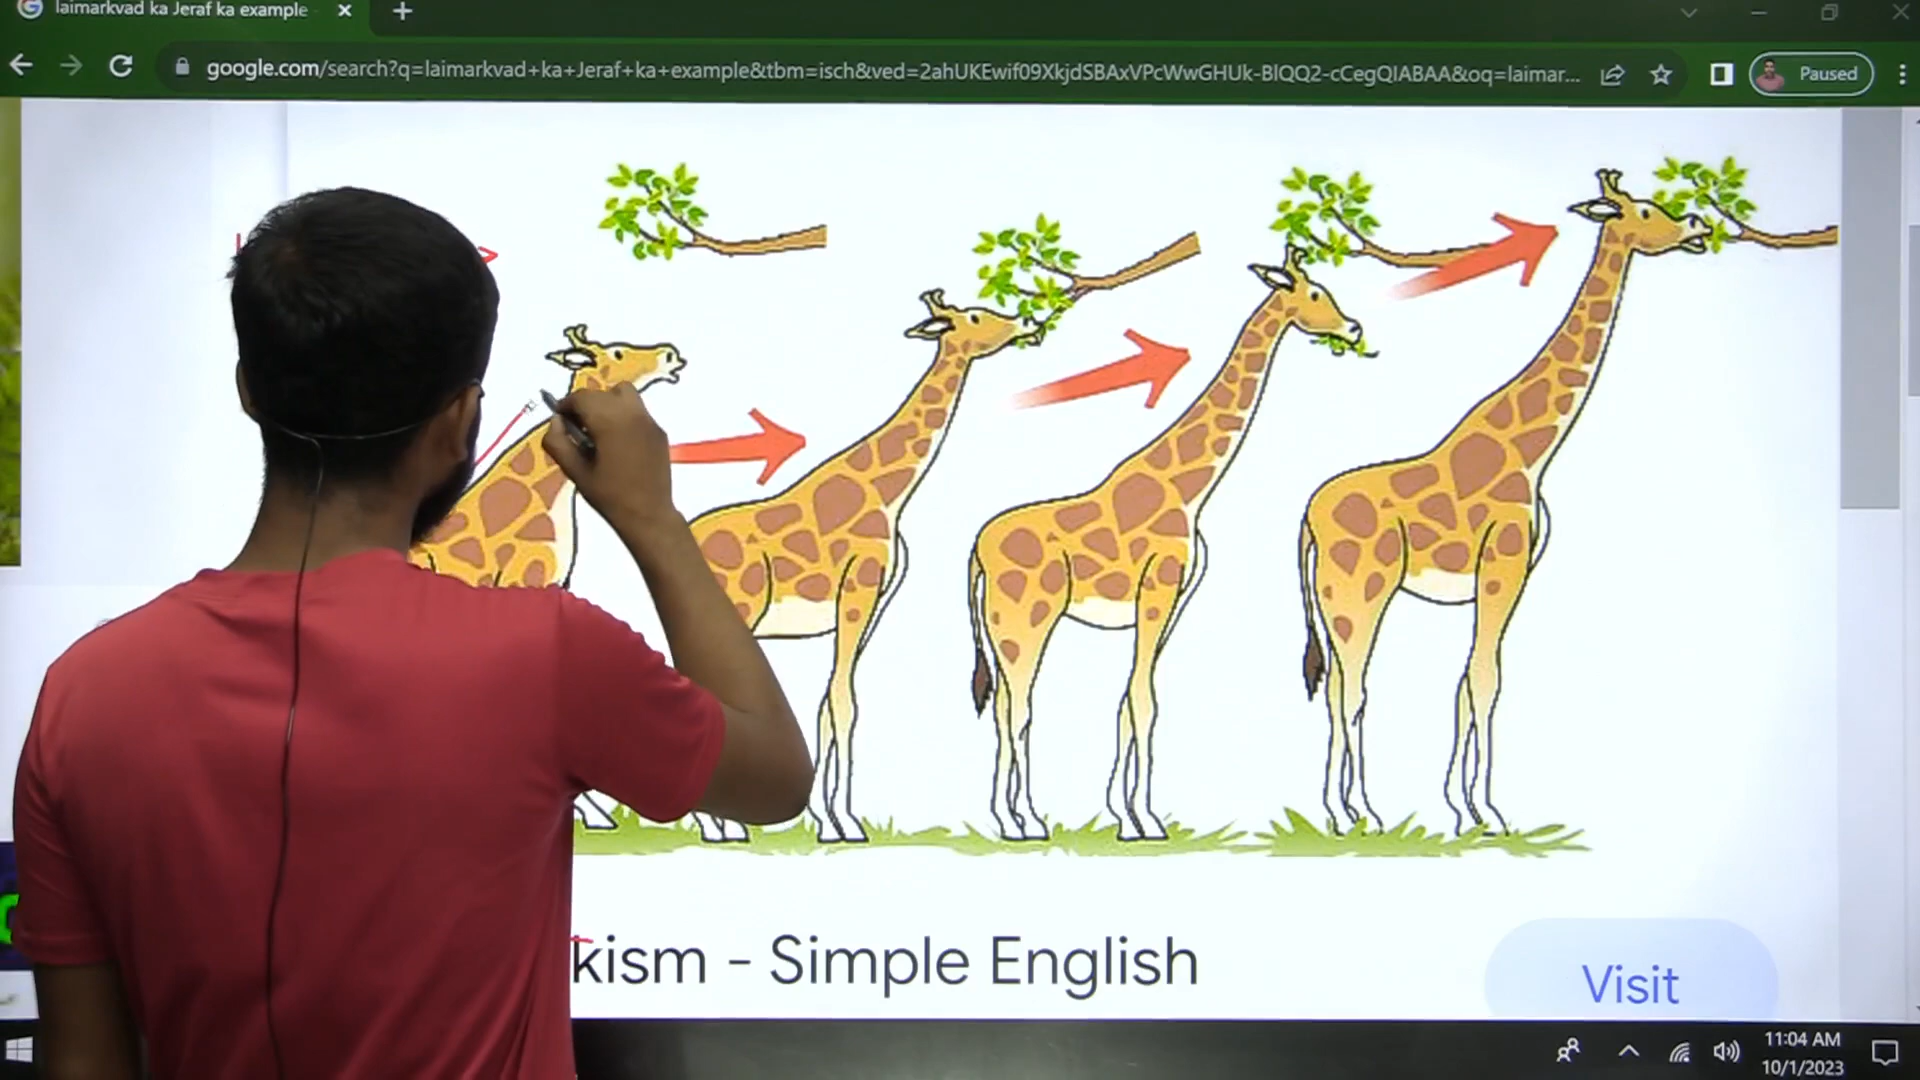 laimarkvad ka Jeraf ka example
google.com/search?q=laimarkvad+ka+Jeraf+ka+example&tbm=isch&ved=2ahUKEwif09XkjdSBAxVPcWwGHUk-BlQQ2-cCegQIABAA&oq=laimar...
Paused
kism - Simple English
Visit
11:04 AM
10/1/2023